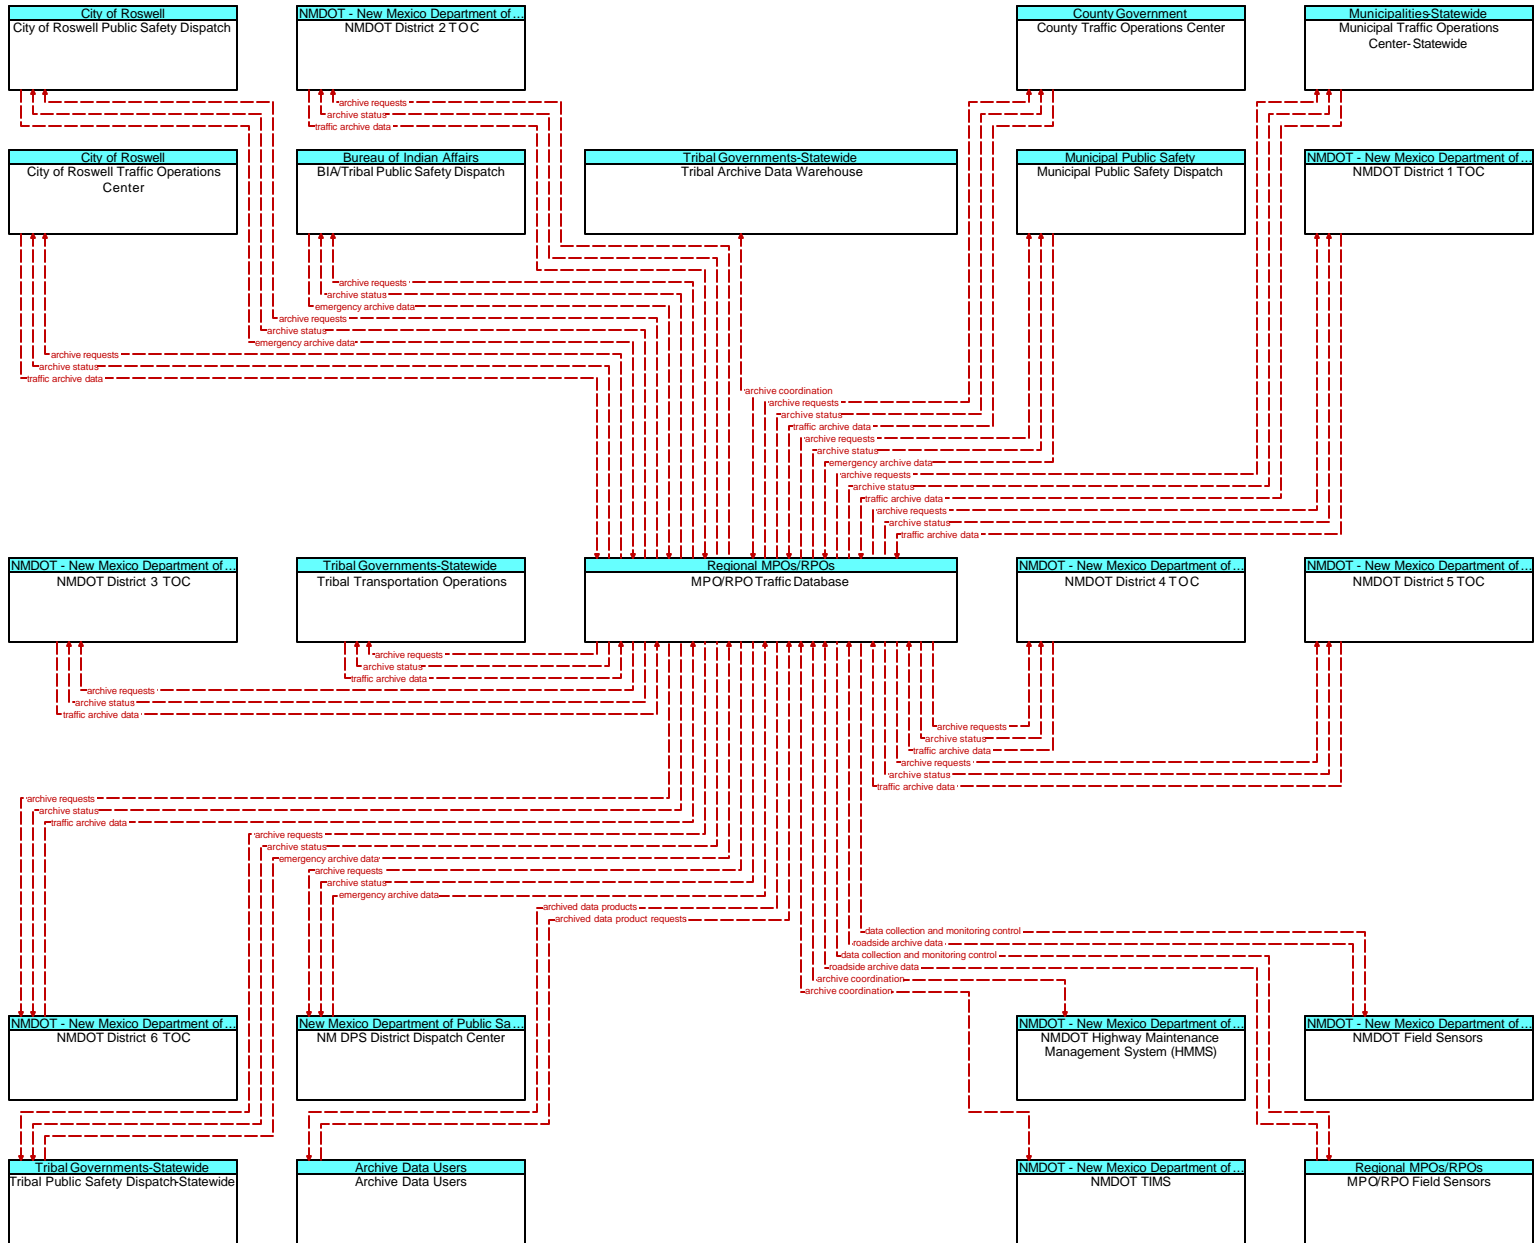 City of Roswell
City of Roswell Public Safety Dispatch
NMDOT - New Mexico Department of...
NMDOT District 2 TOC
County Government
County Traffic Operations Center
Municipalities-Statewide
Municipal Traffic Operations
Center-Statewide
archive requests
archive status
traffic archive data
City of Roswell
City of Roswell Traffic Operations
Center
Bureau of Indian Affairs
BIA/Tribal Public Safety Dispatch
Tribal Governments-Statewide
Tribal Archive Data Warehouse
Municipal Public Safety
Municipal Public Safety Dispatch
NMDOT - New Mexico Department of...
NMDOT District 1 TOC
archive requests
archive status
emergency archive data
archive requests
archive status
emergency archive data
archive requests
archive status
traffic archive data
archive coordination
archive requests
archive status
traffic archive data
archive requests
archive status
emergency archive data
archive requests
archive status
traffic archive data
archive requests
archive status
traffic archive data
NMDOT - New Mexico Department of...
NMDOT District 3 TOC
Tribal Governments-Statewide
Tribal Transportation Operations
Regional MPOs/RPOs
MPO/RPO Traffic Database
NMDOT - New Mexico Department of...
NMDOT District 4 TOC
NMDOT - New Mexico Department of...
NMDOT District 5 TOC
archive requests
archive status
traffic archive data
archive requests
archive status
traffic archive data
archive requests
archive status
traffic archive data
archive requests
archive status
traffic archive data
archive requests
archive status
traffic archive data
archive requests
archive status
emergency archive data
archive requests
archive status
emergency archive data
archived data products
archived data product requests
data collection and monitoring control
roadside archive data
data collection and monitoring control
roadside archive data
archive coordination
archive coordination
NMDOT - New Mexico Department of...
NMDOT District 6 TOC
New Mexico Department of Public Sa...
NM DPS District Dispatch Center
NMDOT - New Mexico Department of...
NMDOT Highway Maintenance
Management System (HMMS)
NMDOT - New Mexico Department of...
NMDOT Field Sensors
Tribal Governments-Statewide
Tribal Public Safety Dispatch-Statewide
Archive Data Users
Archive Data Users
NMDOT - New Mexico Department of...
NMDOT TIMS
Regional MPOs/RPOs
MPO/RPO Field Sensors